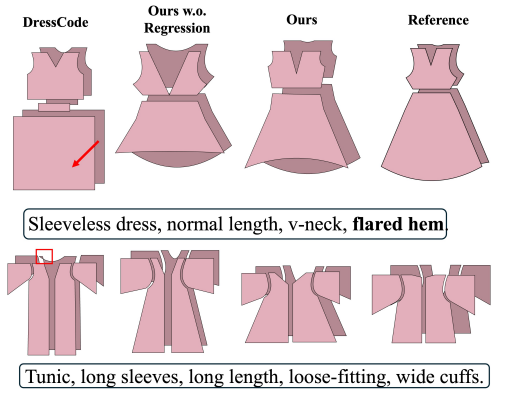 DressCode
Ours w.o.
Regression
Ours
Reference
Sleeveless dress, normal length, v-neck, flared hem.
Tunic, long sleeves, long length, loose-fitting, wide cuffs.